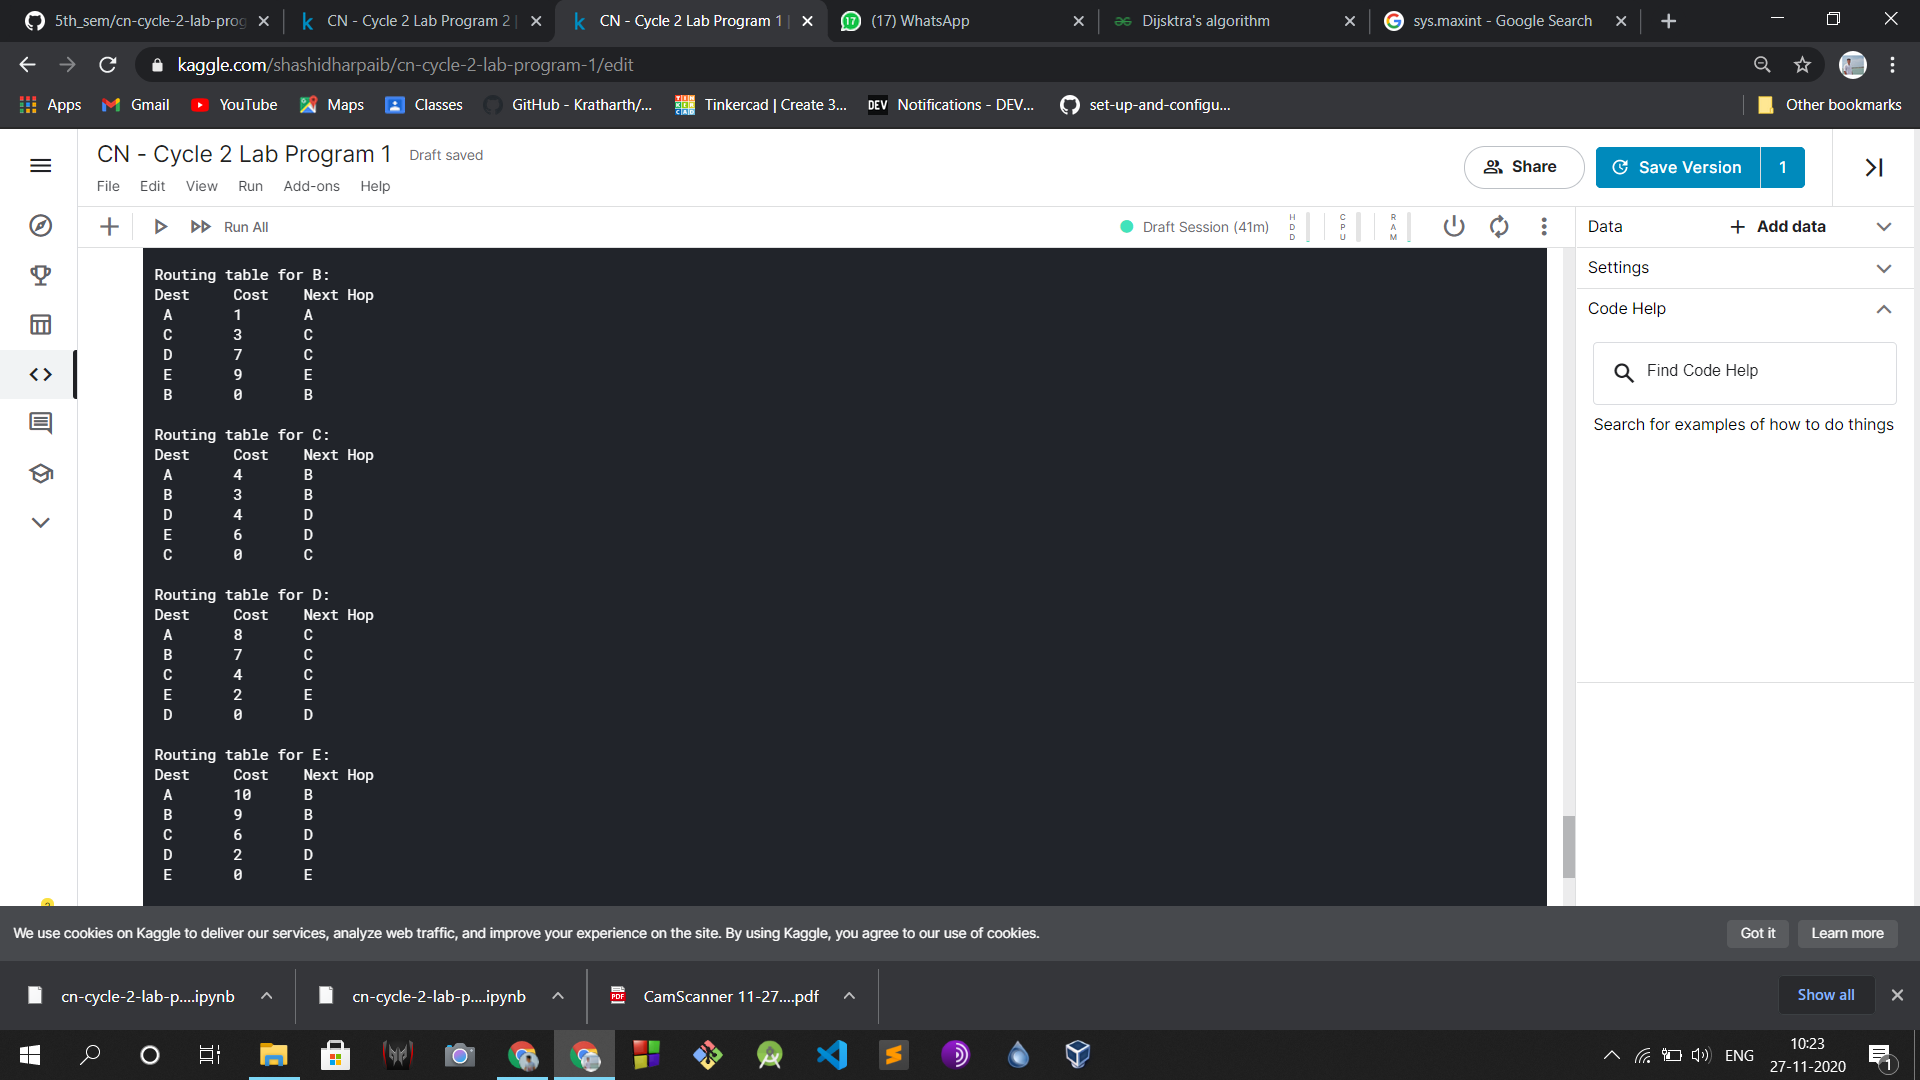 5th_sem/cn-cycle-2-lab-prog
CN - Cycle 2 Lab Program 2
CN - Cycle 2 Lab Program 1
17 (17) WhatsApp
Dijsktra's algorithm
sys.maxint - Google Search
kaggle.com/shashidharpaib/cn-cycle-2-lab-program-1/edit
Apps Gmail YouTube Maps Classes GitHub - Kratharth/... Tinkercad | Create 3... DEV Notifications - DEV... set-up-and-configu... Other bookmarks
CN - Cycle 2 Lab Program 1 Draft saved
File Edit View Run Add-ons Help
Share
Save Version 1
Run All
Draft Session (41m) HDD CPU RAM
Data + Add data
Settings
Code Help
Find Code Help
Search for examples of how to do things
Routing table for B:
Dest Cost Next Hop
A 1 A
C 3 C
D 7 C
E 9 E
B 0 B
Routing table for C:
Dest Cost Next Hop
A 4 B
B 3 B
D 4 D
E 6 D
C 0 C
Routing table for D:
Dest Cost Next Hop
A 8 C
B 7 C
C 4 C
E 2 E
D 0 D
Routing table for E:
Dest Cost Next Hop
A 10 B
B 9 B
C 6 D
D 2 D
E 0 E
We use cookies on Kaggle to deliver our services, analyze web traffic, and improve your experience on the site. By using Kaggle, you agree to our use of cookies.
Got it Learn more
cn-cycle-2-lab-p....ipynb
cn-cycle-2-lab-p....ipynb
PDF CamScanner 11-27....pdf
Show all
ENG
10:23
27-11-2020
1